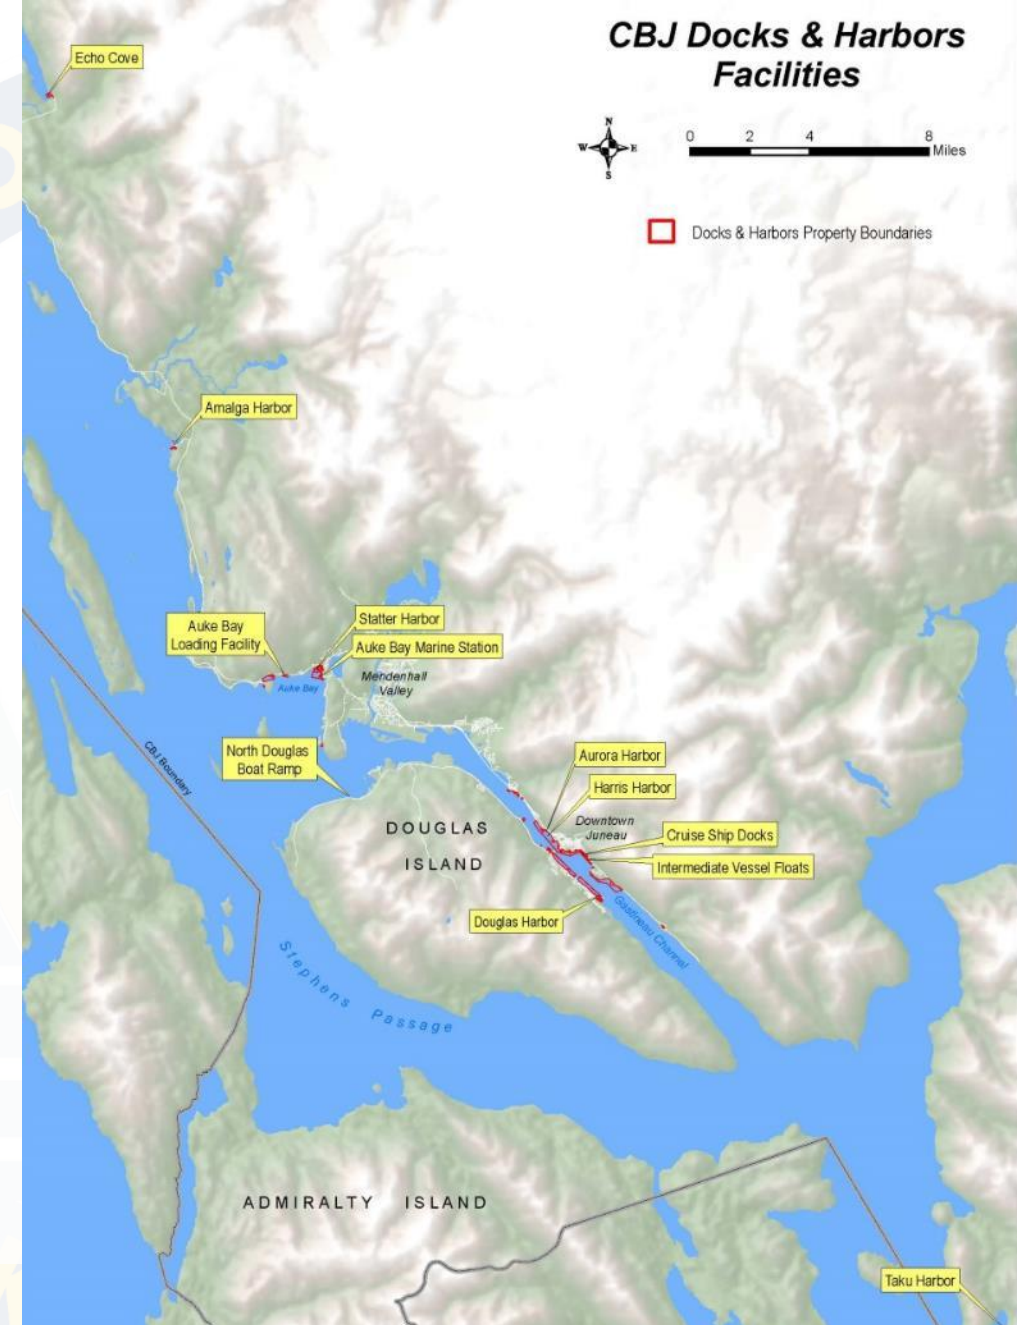 CBJ Docks & Harbors
Facilities
N
W
E
S
0 2 4 8
Miles
Docks & Harbors Property Boundaries
Echo Cove
Amalga Harbor
Auke Bay
Loading Facility
Statter Harbor
Auke Bay Marine Station
Auke Bay
Mendenhall
Valley
CBJ Boundary
North Douglas
Boat Ramp
Aurora Harbor
Harris Harbor
Downtown
Juneau
Cruise Ship Docks
Intermediate Vessel Floats
DOUGLAS
ISLAND
Douglas Harbor
Gastineau Channel
Stephens Passage
ADMIRALTY ISLAND
Taku Harbor